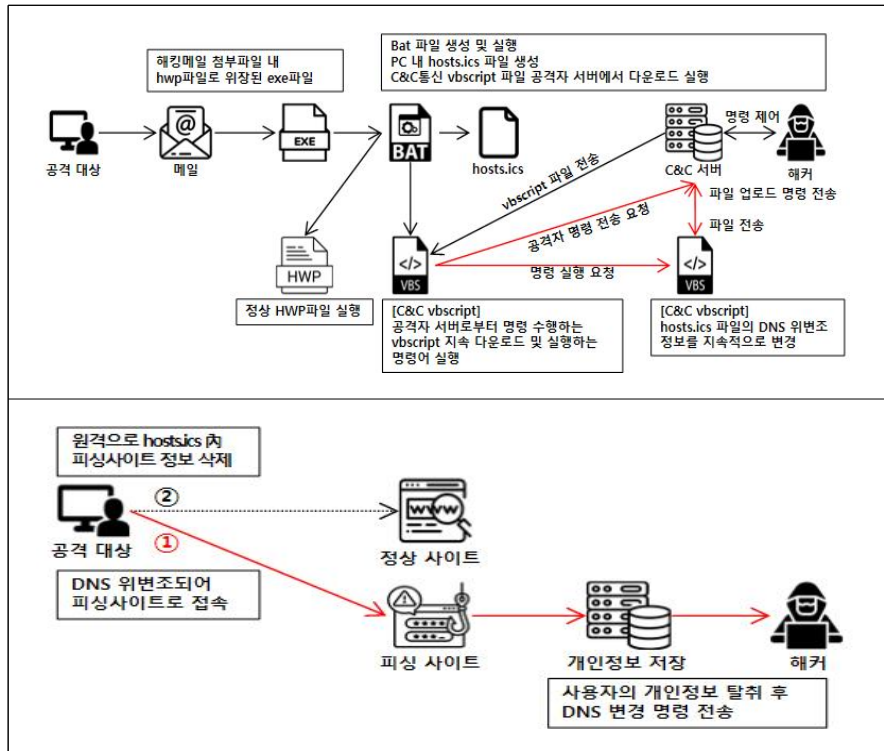 해킹메일 첨부파일 내
hwp파일로 위장된 exe파일
Bat 파일 생성 및 실행
PC 내 hosts.ics 파일 생성
C&C통신 vbscript 파일 공격자 서버에서 다운로드 실행
공격 대상
@
메일
EXE
BAT
hosts.ics
C&C 서버
명령 제어
해커
vbscript 파일 전송
공격자 명령 전송 요청
파일 업로드 명령 전송
파일 전송
명령 실행 요청
HWP
정상 HWP파일 실행
</>
VBS
[C&C vbscript]
공격자 서버로부터 명령 수행하는
vbscript 지속 다운로드 및 실행하는
명령어 실행
</>
VBS
[C&C vbscript]
hosts.ics 파일의 DNS 위변조
정보를 지속적으로 변경
원격으로 hosts.ics 內
피싱사이트 정보 삭제
②
①
공격 대상
www
정상 사이트
DNS 위변조되어
피싱사이트로 접속
피싱 사이트
개인정보 저장
해커
사용자의 개인정보 탈취 후
DNS 변경 명령 전송